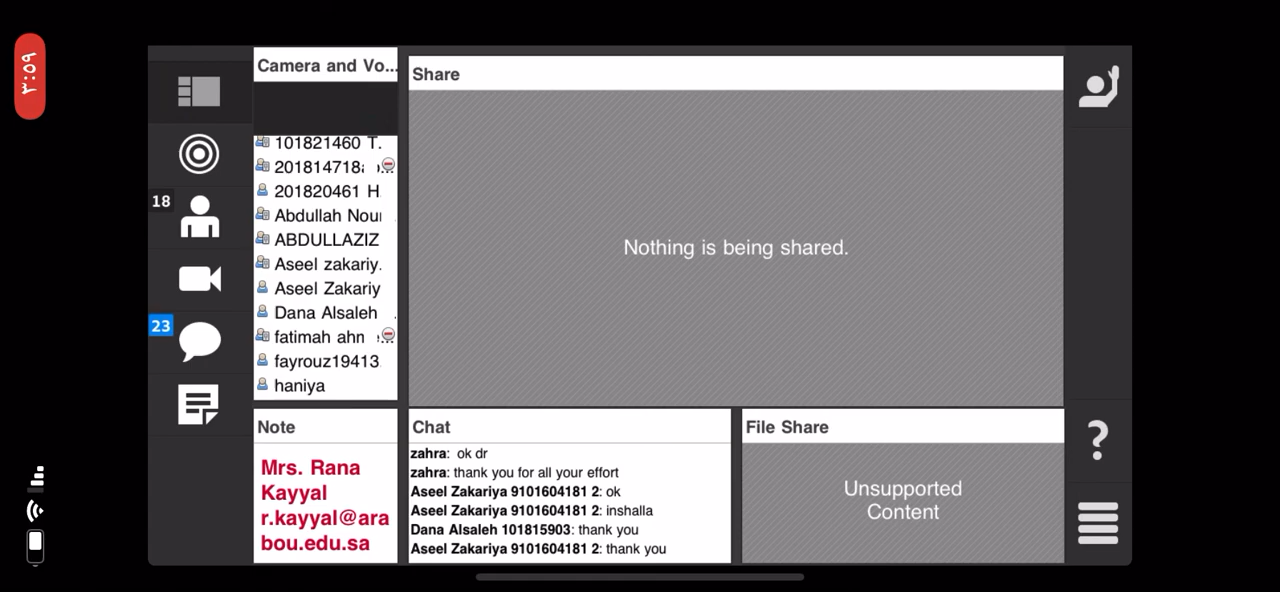 ٣:٥٩
Camera and Vo...
101821460 T.
201814718
201820461 H
Abdullah Nour
ABDULLAZIZ
Aseel zakariy.
Aseel Zakariy
Dana Alsaleh
fatimah ahn
fayrouz19413
haniya
18
23
Share
Nothing is being shared.
Note
Mrs. Rana
Kayyal
r.kayyal@ara
bou.edu.sa
Chat
zahra: ok dr
zahra: thank you for all your effort
Aseel Zakariya 9101604181 2: ok
Aseel Zakariya 9101604181 2: inshalla
Dana Alsaleh 101815903: thank you
Aseel Zakariya 9101604181 2: thank you
File Share
Unsupported
Content
?